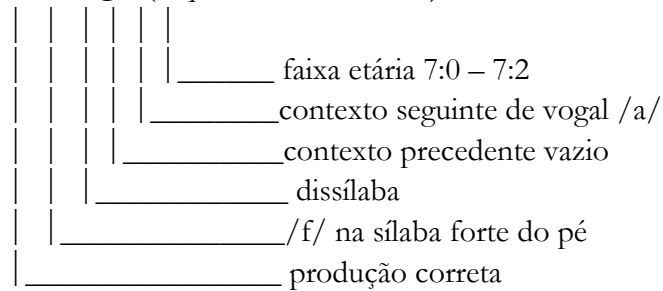 faixa etária 7:0 – 7:2
contexto seguinte de vogal /a/
contexto precedente vazio
dissílaba
/f/ na sílaba forte do pé
produção correta